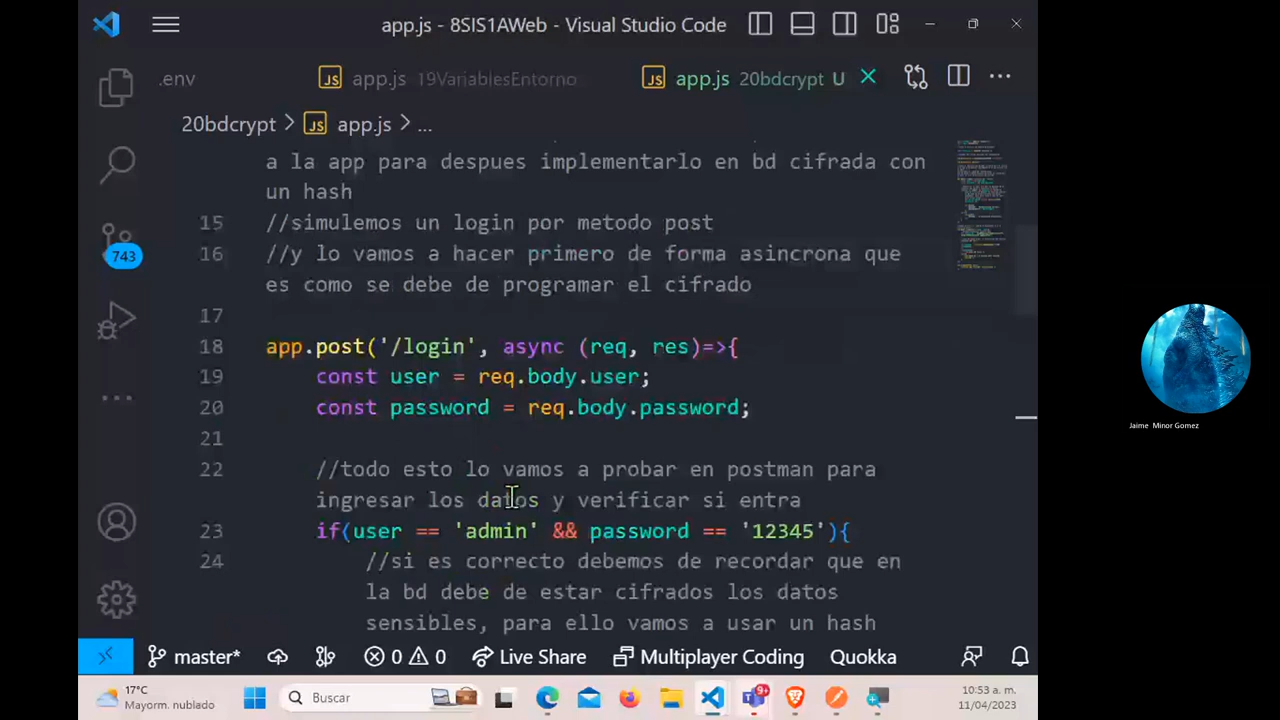 app.js - 8SIS1AWeb - Visual Studio Code
.env
JS app.js 19VariablesEntorno
JS app.js 20bdcrypt U
20bdcrypt > JS app.js > ...
a la app para despues implementarlo en bd cifrada con
un hash
15 //simulemos un login por metodo post
16 //y lo vamos a hacer primero de forma asincrona que
es como se debe de programar el cifrado
17
18 app.post('/login', async (req, res)=>{
19 const user = req.body.user;
20 const password = req.body.password;
21
22 //todo esto lo vamos a probar en postman para
ingresar los datos y verificar si entra
23 if(user == 'admin' && password == '12345'){
24 //si es correcto debemos de recordar que en
la bd debe de estar cifrados los datos
sensibles, para ello vamos a usar un hash
743
master* 0 0 Live Share Multiplayer Coding Quokka
17°C
Mayorm. nublado
Buscar
9+
10:53 a. m.
11/04/2023
Jaime Minor Gomez